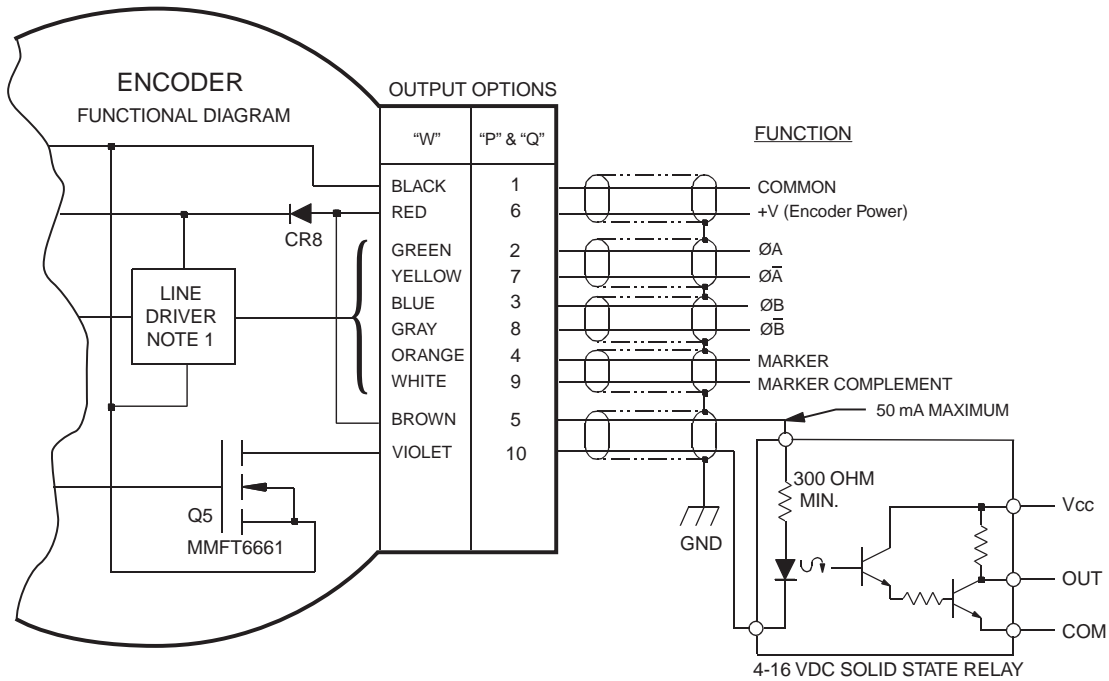 ENCODER
FUNCTIONAL DIAGRAM
OUTPUT OPTIONS
"W" "P" & "Q"
FUNCTION
BLACK 1 COMMON
RED 6 +V (Encoder Power)
CR8
GREEN 2 ØA
YELLOW 7 ØA̅
BLUE 3 ØB
GRAY 8 ØB̅
ORANGE 4 MARKER
WHITE 9 MARKER COMPLEMENT
LINE
DRIVER
NOTE 1
BROWN 5 50 mA MAXIMUM
VIOLET 10
Q5
MMFT6661
GND
300 OHM
MIN.
Vcc
OUT
COM
4-16 VDC SOLID STATE RELAY